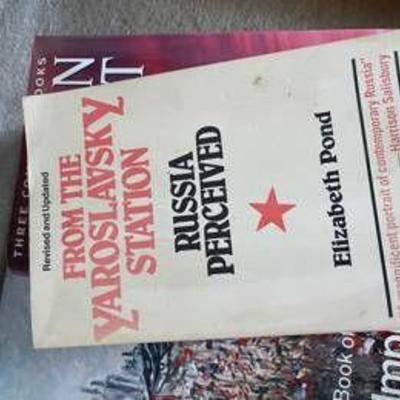 Revised and Updated
FROM THE
YAROSLAVSKY
STATION
RUSSIA
PERCEIVED
Elizabeth Pond
magnificent portrait of contemporary Russia"
—Harrison Salisbury
THREE
BOOKS
Book o